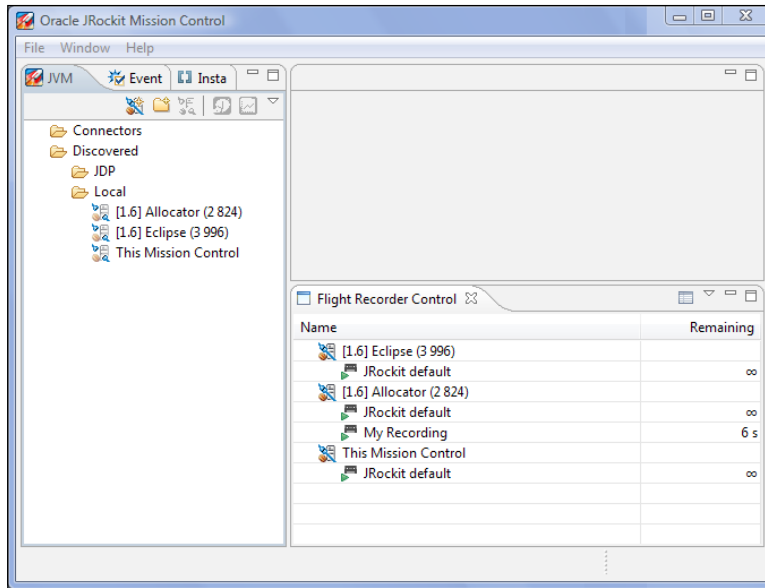 Oracle JRockit Mission Control
File Window Help
JVM Event Insta
Connectors
Discovered
JDP
Local
[1.6] Allocator (2 824)
[1.6] Eclipse (3 996)
This Mission Control
Flight Recorder Control
Name Remaining
[1.6] Eclipse (3 996)
JRockit default ∞
[1.6] Allocator (2 824)
JRockit default ∞
My Recording 6 s
This Mission Control
JRockit default ∞